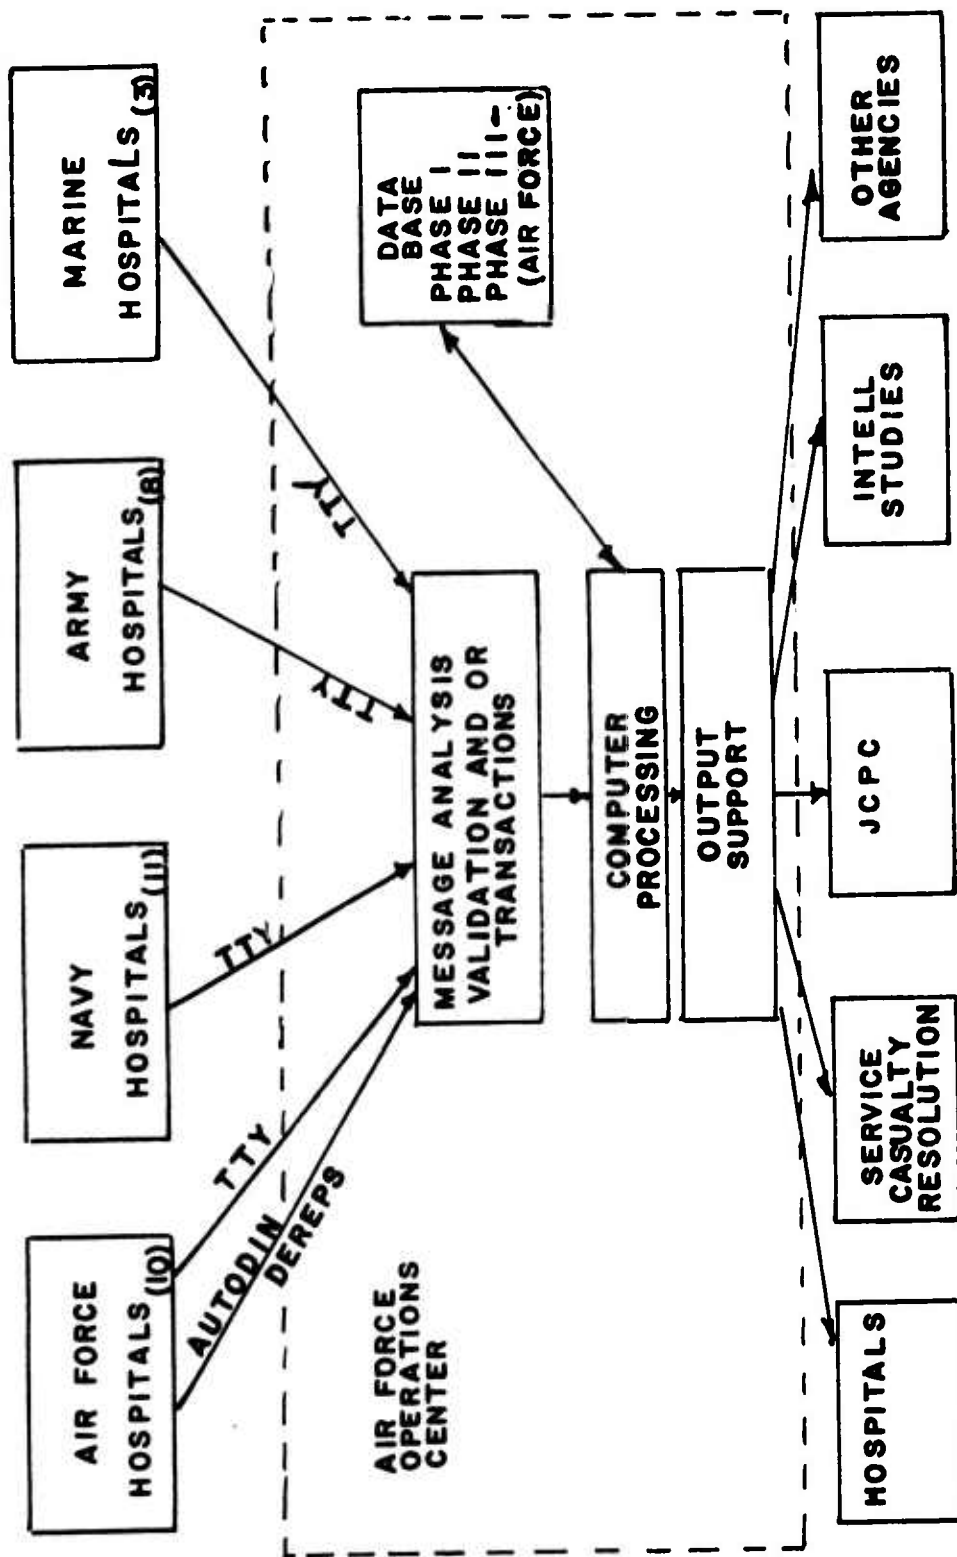 AIR FORCE
HOSPITALS (10)
NAVY
HOSPITALS (11)
ARMY
HOSPITALS (8)
MARINE
HOSPITALS (3)
AUTODIN
DEREPS
TTY
TTY
TTY
TTY
AIR FORCE
OPERATIONS
CENTER
MESSAGE ANALYSIS
VALIDATION AND OR
TRANSACTIONS
DATA
BASE
PHASE I
PHASE II
PHASE III-
(AIR FORCE)
COMPUTER
PROCESSING
OUTPUT
SUPPORT
HOSPITALS
SERVICE
CASUALTY
RESOLUTION
JCPC
INTELL
STUDIES
OTHER
AGENCIES